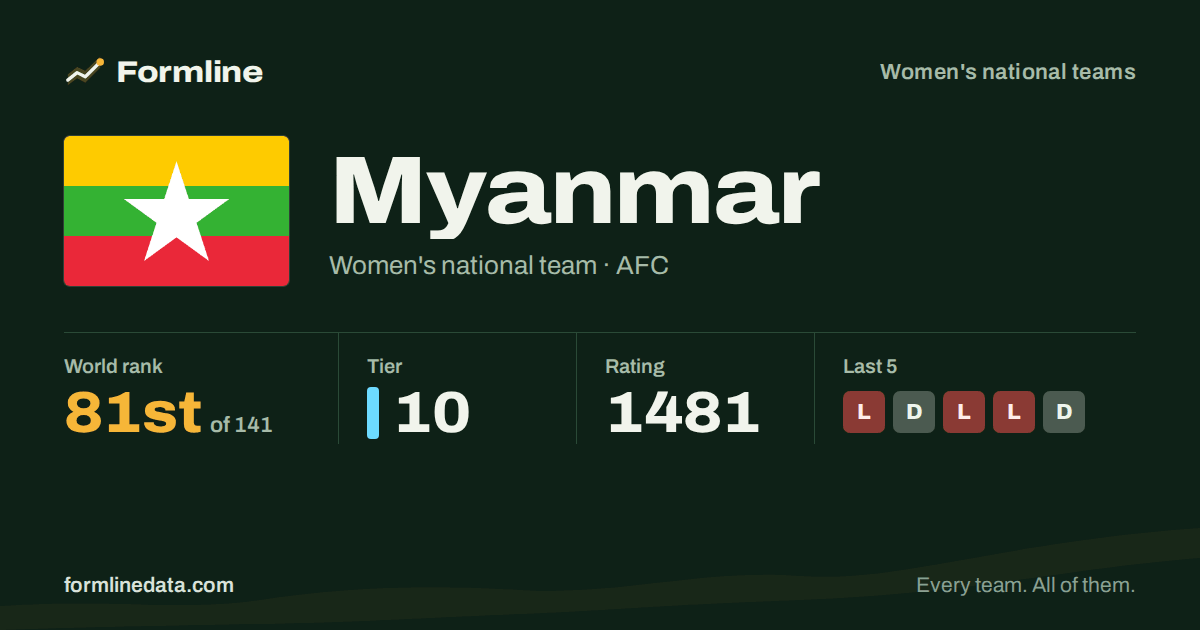 Formline
Women's national teams
Myanmar
Women's national team · AFC
World rank
81st of 141
Tier
10
Rating
1481
Last 5
L D L L D
formlinedata.com
Every team. All of them.